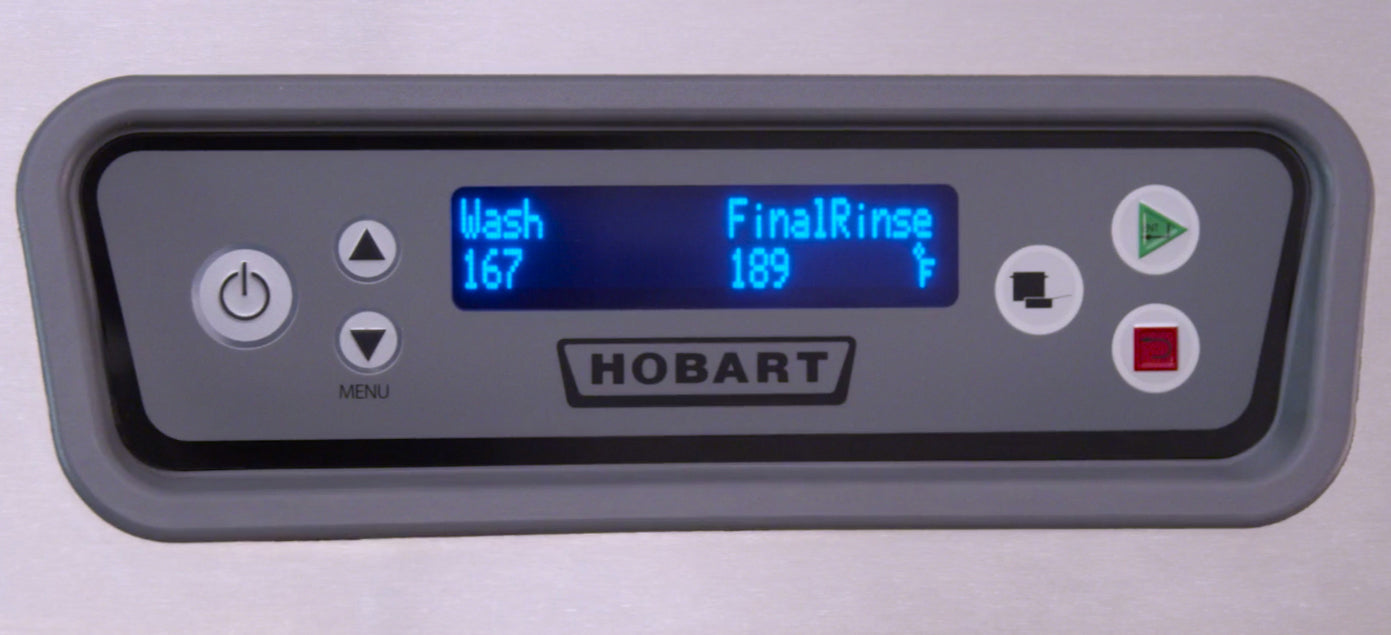 Wash FinalRinse
167 189 °F
MENU
HOBART